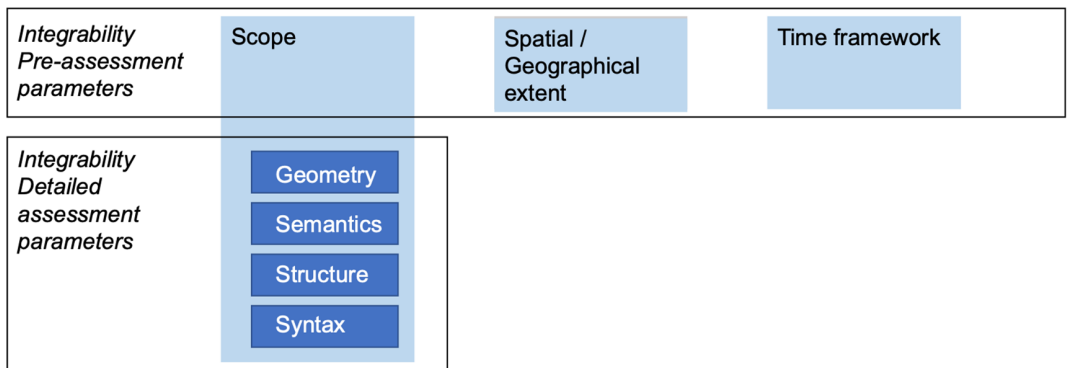 Integrability
Pre-assessment
parameters
Scope
Spatial /
Geographical
extent
Time framework
Integrability
Detailed
assessment
parameters
Geometry
Semantics
Structure
Syntax